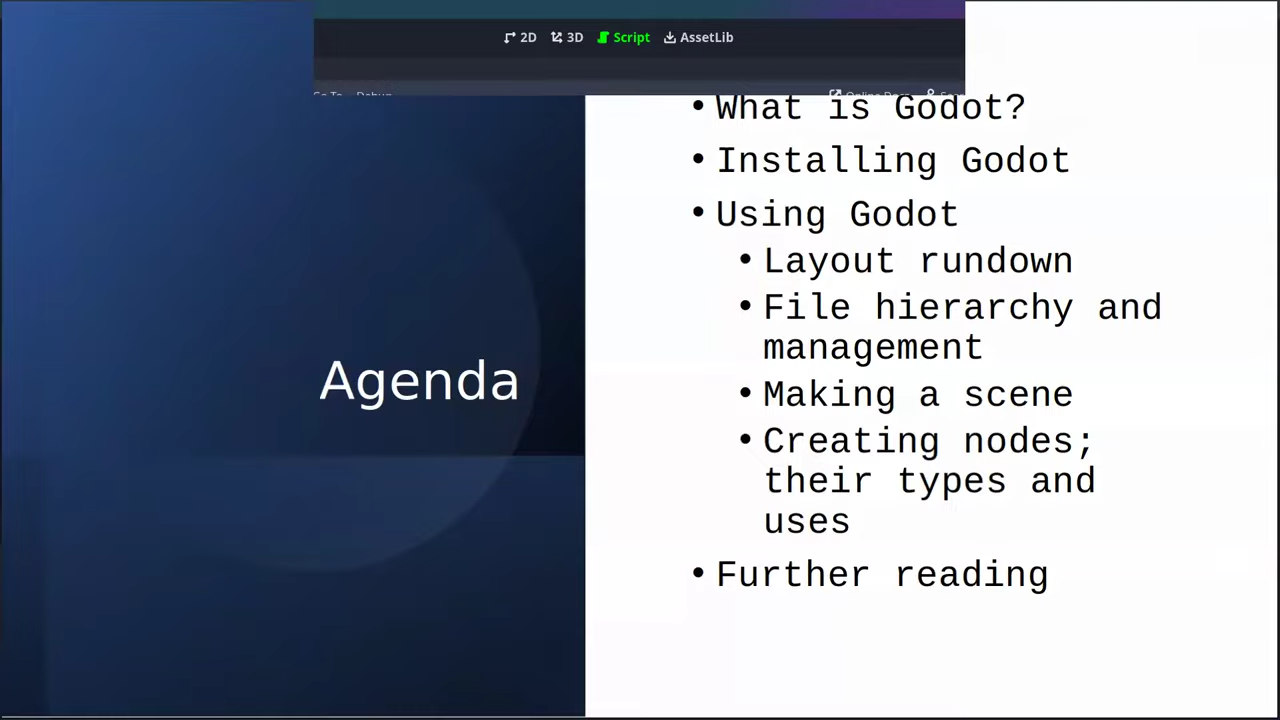 2D 3D Script AssetLib
• What is Godot?
• Installing Godot
• Using Godot
• Layout rundown
• File hierarchy and
management
• Making a scene
• Creating nodes;
their types and
uses
• Further reading
Agenda